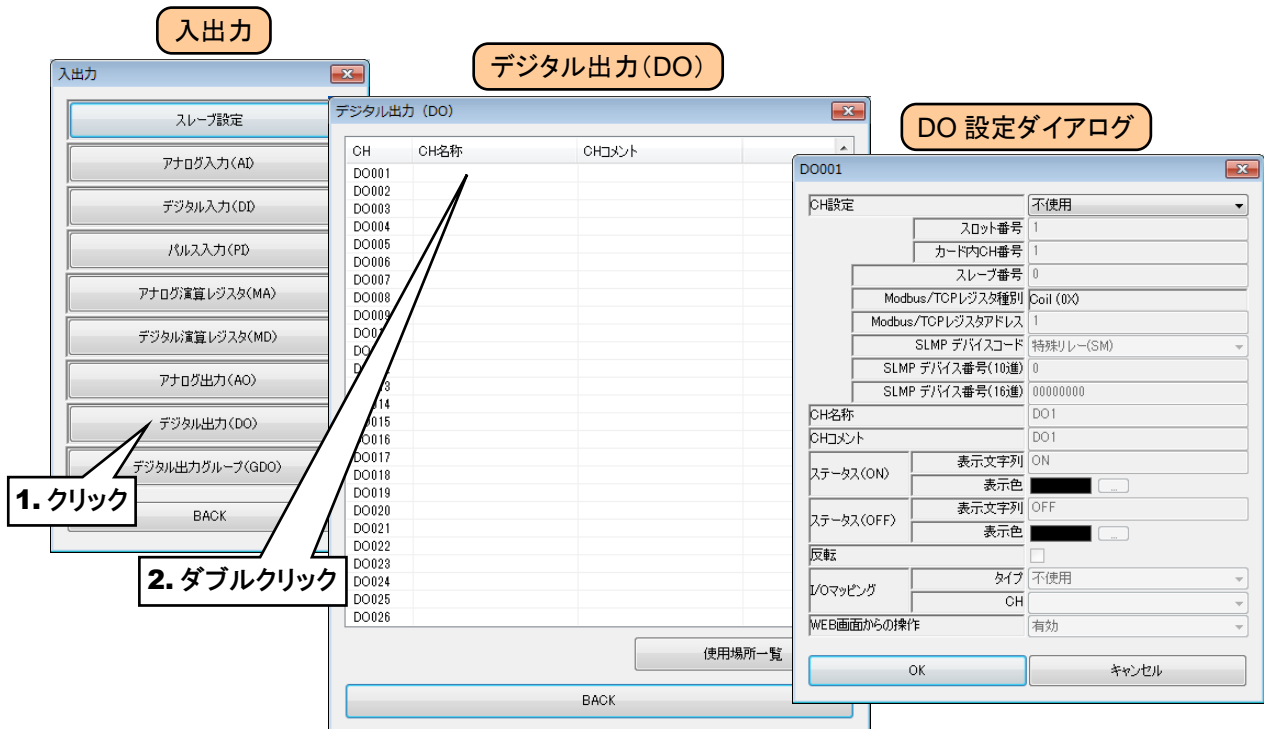 入出力
入出力
スレーブ設定
アナログ入力(AI)
デジタル入力(DI)
パルス入力(PI)
アナログ演算レジスタ(MA)
デジタル演算レジスタ(MD)
アナログ出力(AO)
デジタル出力(DO)
デジタル出力グループ(GDO)
BACK
1. クリック
デジタル出力(DO)
デジタル出力 (DO)
CH CH名称 CHコメント
DO001
DO002
DO003
DO004
DO005
DO006
DO007
DO008
DO009
DO015
DO016
DO017
DO018
DO019
DO020
DO021
DO022
DO023
DO024
DO025
DO026
使用場所一覧
BACK
2. ダブルクリック
DO 設定ダイアログ
DO001
CH設定 不使用
スロット番号 1
カード内CH番号 1
スレーブ番号 0
Modbus/TCPレジスタ種別 Coil (0X)
Modbus/TCPレジスタアドレス 1
SLMP デバイスコード 特殊リレー(SM)
SLMP デバイス番号(10進) 0
SLMP デバイス番号(16進) 00000000
CH名称 DO1
CHコメント DO1
ステータス(ON) 表示文字列 ON
表示色 ...
ステータス(OFF) 表示文字列 OFF
表示色 ...
反転
I/Oマッピング タイプ 不使用
CH
WEB画面からの操作 有効
OK キャンセル